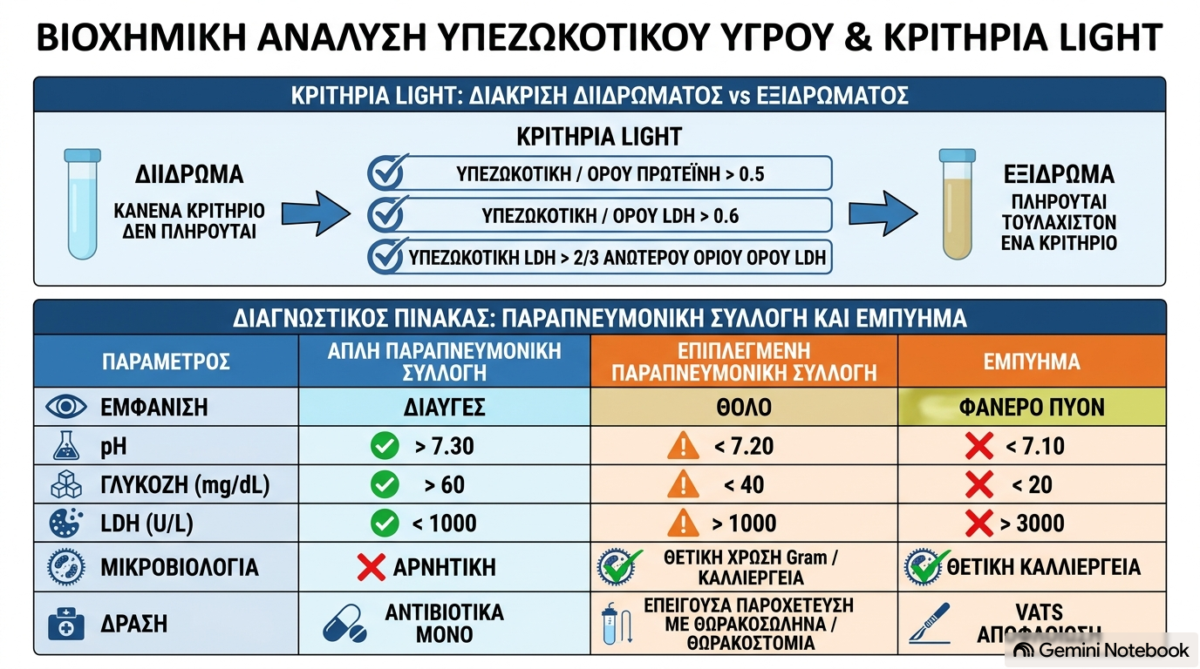 ΒΙΟΧΗΜΙΚΗ ΑΝΑΛΥΣΗ ΥΠΕΖΩΚΟΤΙΚΟΥ ΥΓΡΟΥ & ΚΡΙΤΗΡΙΑ LIGHT
ΚΡΙΤΗΡΙΑ LIGHT: ΔΙΑΚΡΙΣΗ ΔΙΙΔΡΩΜΑΤΟΣ vs ΕΞΙΔΡΩΜΑΤΟΣ
ΔΙΙΔΡΩΜΑ
ΚΑΝΕΝΑ ΚΡΙΤΗΡΙΟ
ΔΕΝ ΠΛΗΡΟΥΤΑΙ
ΚΡΙΤΗΡΙΑ LIGHT
ΥΠΕΖΩΚΟΤΙΚΗ / ΟΡΟΥ ΠΡΩΤΕΪΝΗ > 0.5
ΥΠΕΖΩΚΟΤΙΚΗ / ΟΡΟΥ LDH > 0.6
ΥΠΕΖΩΚΟΤΙΚΗ LDH > 2/3 ΑΝΩΤΕΡΟΥ ΟΡΙΟΥ ΟΡΟΥ LDH
ΕΞΙΔΡΩΜΑ
ΠΛΗΡΟΥΤΑΙ
ΤΟΥΛΑΧΙΣΤΟΝ
ΕΝΑ ΚΡΙΤΗΡΙΟ
ΔΙΑΓΝΩΣΤΙΚΟΣ ΠΙΝΑΚΑΣ: ΠΑΡΑΠΝΕΥΜΟΝΙΚΗ ΣΥΛΛΟΓΗ ΚΑΙ ΕΜΠΥΗΜΑ
ΠΑΡΑΜΕΤΡΟΣ
ΑΠΛΗ ΠΑΡΑΠΝΕΥΜΟΝΙΚΗ
ΣΥΛΛΟΓΗ
ΕΠΙΠΛΕΓΜΕΝΗ
ΠΑΡΑΠΝΕΥΜΟΝΙΚΗ ΣΥΛΛΟΓΗ
ΕΜΠΥΗΜΑ
ΕΜΦΑΝΙΣΗ
ΔΙΑΥΓΕΣ
ΘΟΛΟ
ΦΑΝΕΡΟ ΠΥΟΝ
pH
> 7.30
< 7.20
< 7.10
ΓΛΥΚΟΖΗ (mg/dL)
> 60
< 40
< 20
LDH (U/L)
< 1000
> 1000
> 3000
ΜΙΚΡΟΒΙΟΛΟΓΙΑ
ΑΡΝΗΤΙΚΗ
ΘΕΤΙΚΗ ΧΡΩΣΗ Gram /
ΚΑΛΛΙΕΡΓΕΙΑ
ΘΕΤΙΚΗ ΚΑΛΛΙΕΡΓΕΙΑ
ΔΡΑΣΗ
ΑΝΤΙΒΙΟΤΙΚΑ
ΜΟΝΟ
ΕΠΕΙΓΟΥΣΑ ΠΑΡΟΧΕΤΕΥΣΗ
ΜΕ ΘΩΡΑΚΟΣΩΛΗΝΑ /
ΘΩΡΑΚΟΣΤΟΜΙΑ
VATS
ΑΠΟΦΛΟΙΩΣΗ
Gemini Notebook